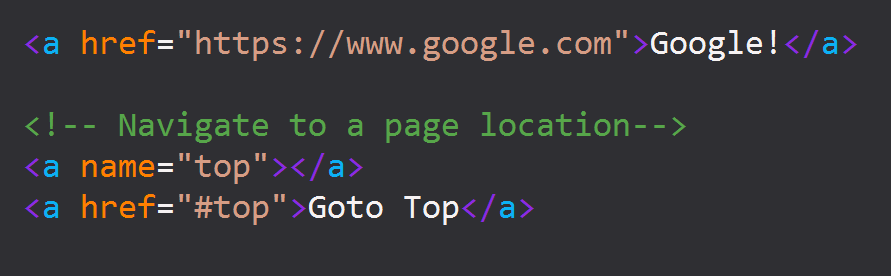 <a href="https://www.google.com">Google!</a>
<!-- Navigate to a page location-->
<a name="top"></a>
<a href="#top">Goto Top</a>